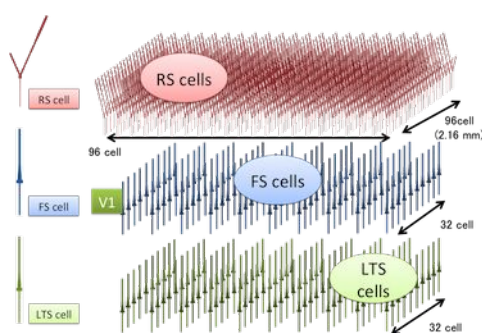 RS cells
RS cell
96 cell
96cell
(2.16 mm)
FS cells
FS cell
V1
32 cell
LTS
cells
LTS cell
32 cell